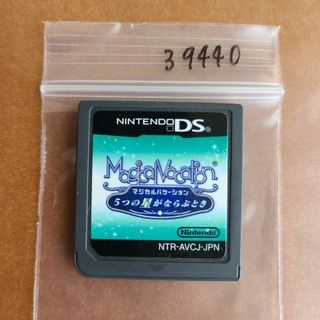 39440
NINTENDO DS
MagicalVacation
マジカルバケーション
5つの星がならぶとき
Nintendo
NTR-AVCJ-JPN